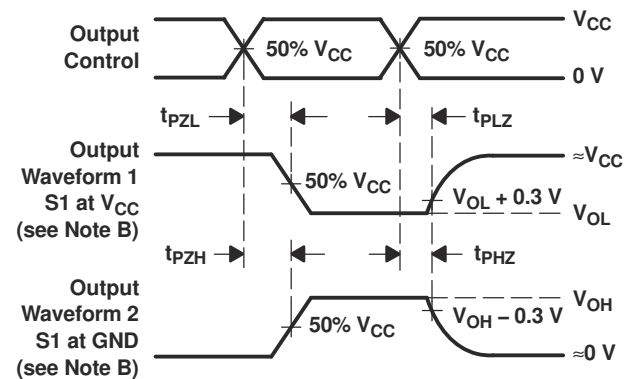 Output
Control
50% VCC
50% VCC
VCC
0 V
tPZL
tPLZ
Output
Waveform 1
S1 at VCC
(see Note B)
50% VCC
≈VCC
VOL + 0.3 V
VOL
tPZH
tPHZ
Output
Waveform 2
S1 at GND
(see Note B)
50% VCC
VOH
VOH − 0.3 V
≈0 V